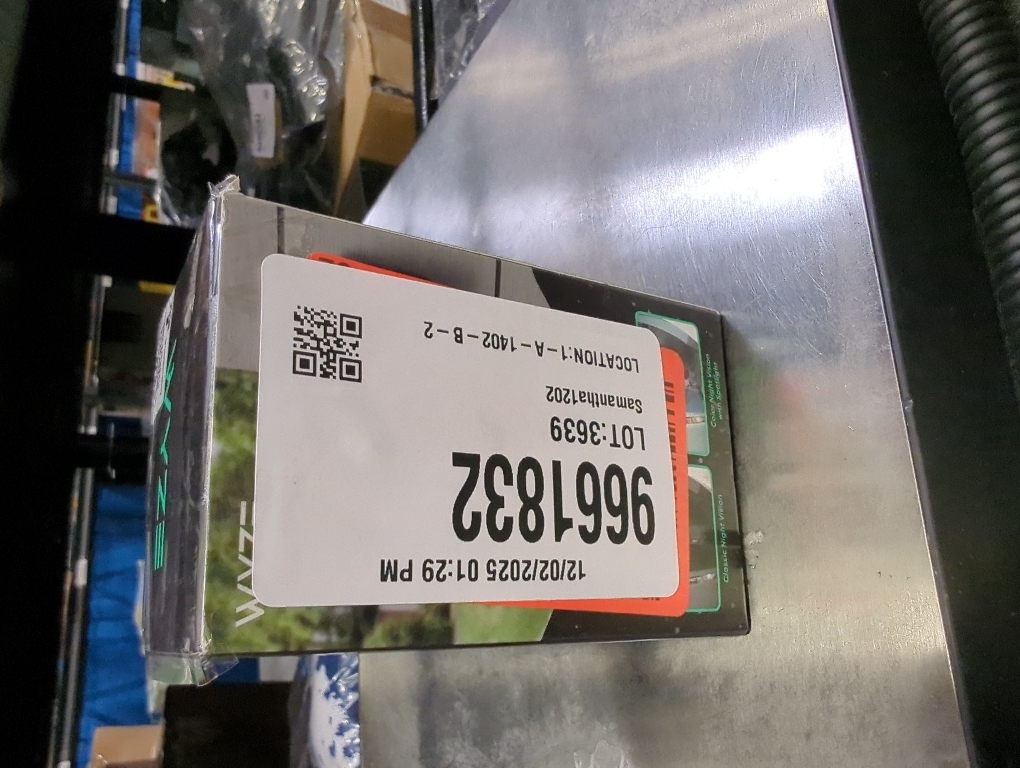 12/02/2025 01:29 PM
9661832
LOT:3639
Samantha1202
LOCATION:1-A-1402-B-2
WYZE
WYZE
Color Night Vision
with Spotlight
Classic Night Vision